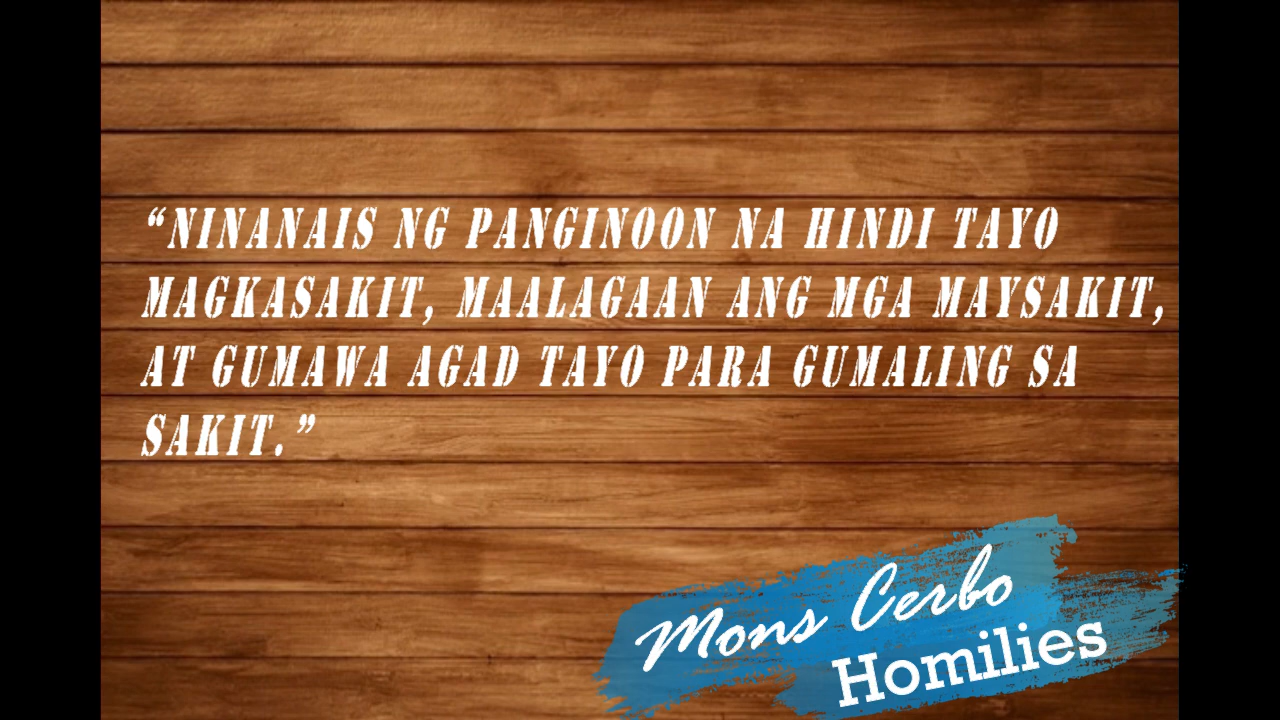 “NINANAIS NG PANGINOON NA HINDI TAYO
MAGKASAKIT, MAALAGAAN ANG MGA MAYSAKIT,
AT GUMAWA AGAD TAYO PARA GUMALING SA
SAKIT.”
Mons Cerbo
Homilies